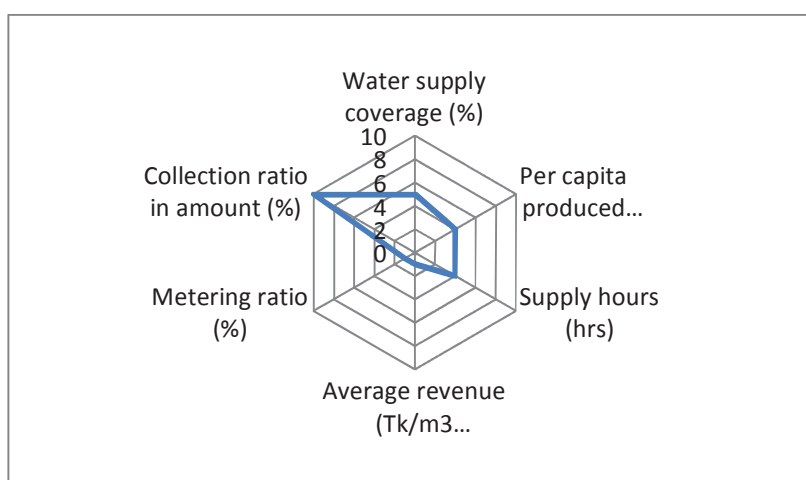 Water supply
coverage (%)
10
8
6
4
2
0
Per capita
produced...
Supply hours
(hrs)
Average revenue
(Tk/m3...
Metering ratio
(%)
Collection ratio
in amount (%)